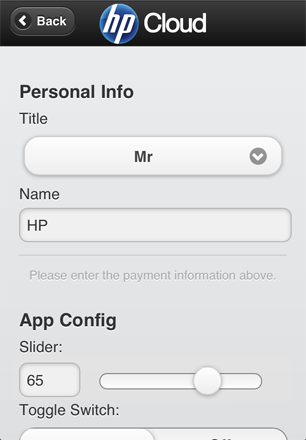 Back
hp Cloud
Personal Info
Title
Mr
Name
HP
Please enter the payment information above.
App Config
Slider:
65
Toggle Switch: